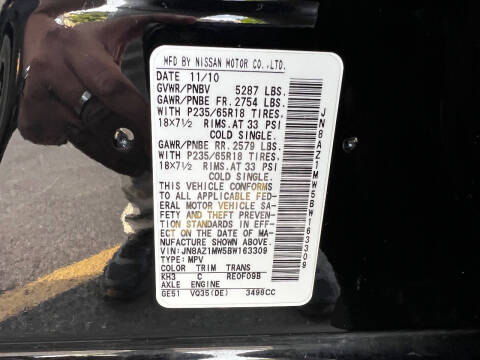 MFD BY NISSAN MOTOR CO.,LTD.
DATE 11/10
GVWR/PNBV 5287 LBS.
GAWR/PNBE FR. 2754 LBS.
WITH P235/65R18 TIRES,
18X7½ RIMS.AT 33 PSI
COLD SINGLE.
GAWR/PNBE RR. 2579 LBS.
WITH P235/65R18 TIRES,
18X7½ RIMS.AT 33 PSI
COLD SINGLE.
THIS VEHICLE CONFORMS
TO ALL APPLICABLE FED-
ERAL MOTOR VEHICLE SA-
FETY AND THEFT PREVEN-
TION STANDARDS IN EFF-
ECT ON THE DATE OF MA-
NUFACTURE SHOWN ABOVE.
VIN:JN8AZ1MW5BW163309
TYPE: MPV
COLOR TRIM TRANS
KH3 C RE0F09B
AXLE ENGINE
GE51 VQ35(DE) 3498CC
JN8AZ1MW5BW163309